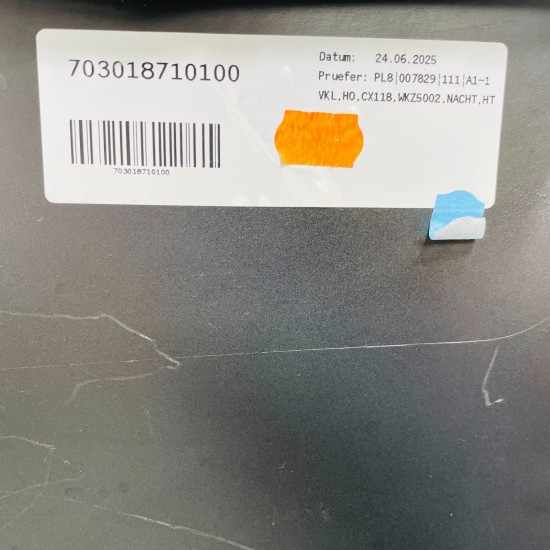 703018710100
703018710100
Datum: 24.06.2025
Pruefer: PL8|007829|111|A1-1
VKL,HO,CX118,WKZ5002,NACHT,HT